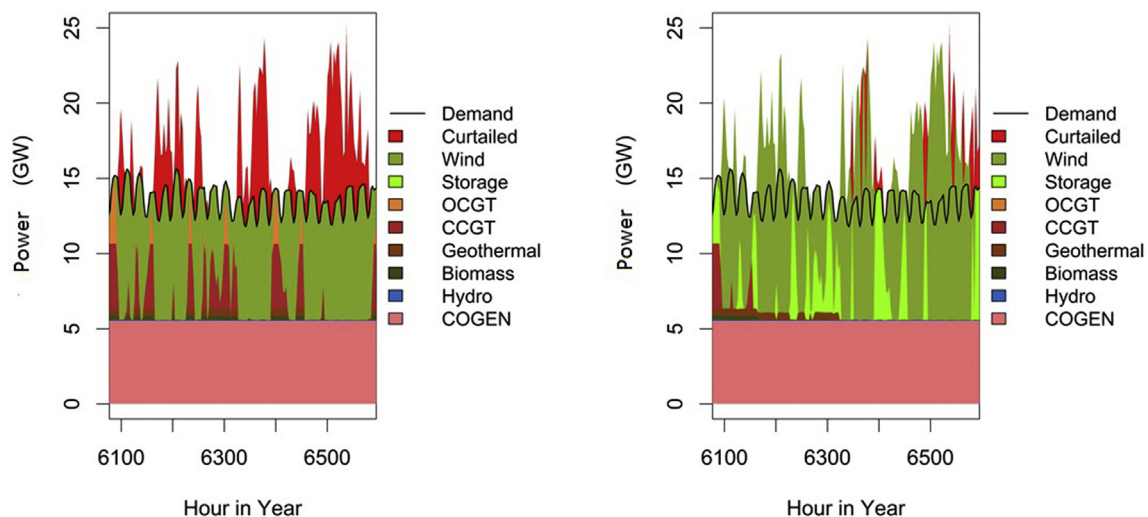 25
20
15
10
5
0
Power (GW)
6100 6300 6500
Hour in Year
Demand
Curtailed
Wind
Storage
OCGT
CCGT
Geothermal
Biomass
Hydro
COGEN
25
20
15
10
5
0
Power (GW)
6100 6300 6500
Hour in Year
Demand
Curtailed
Wind
Storage
OCGT
CCGT
Geothermal
Biomass
Hydro
COGEN